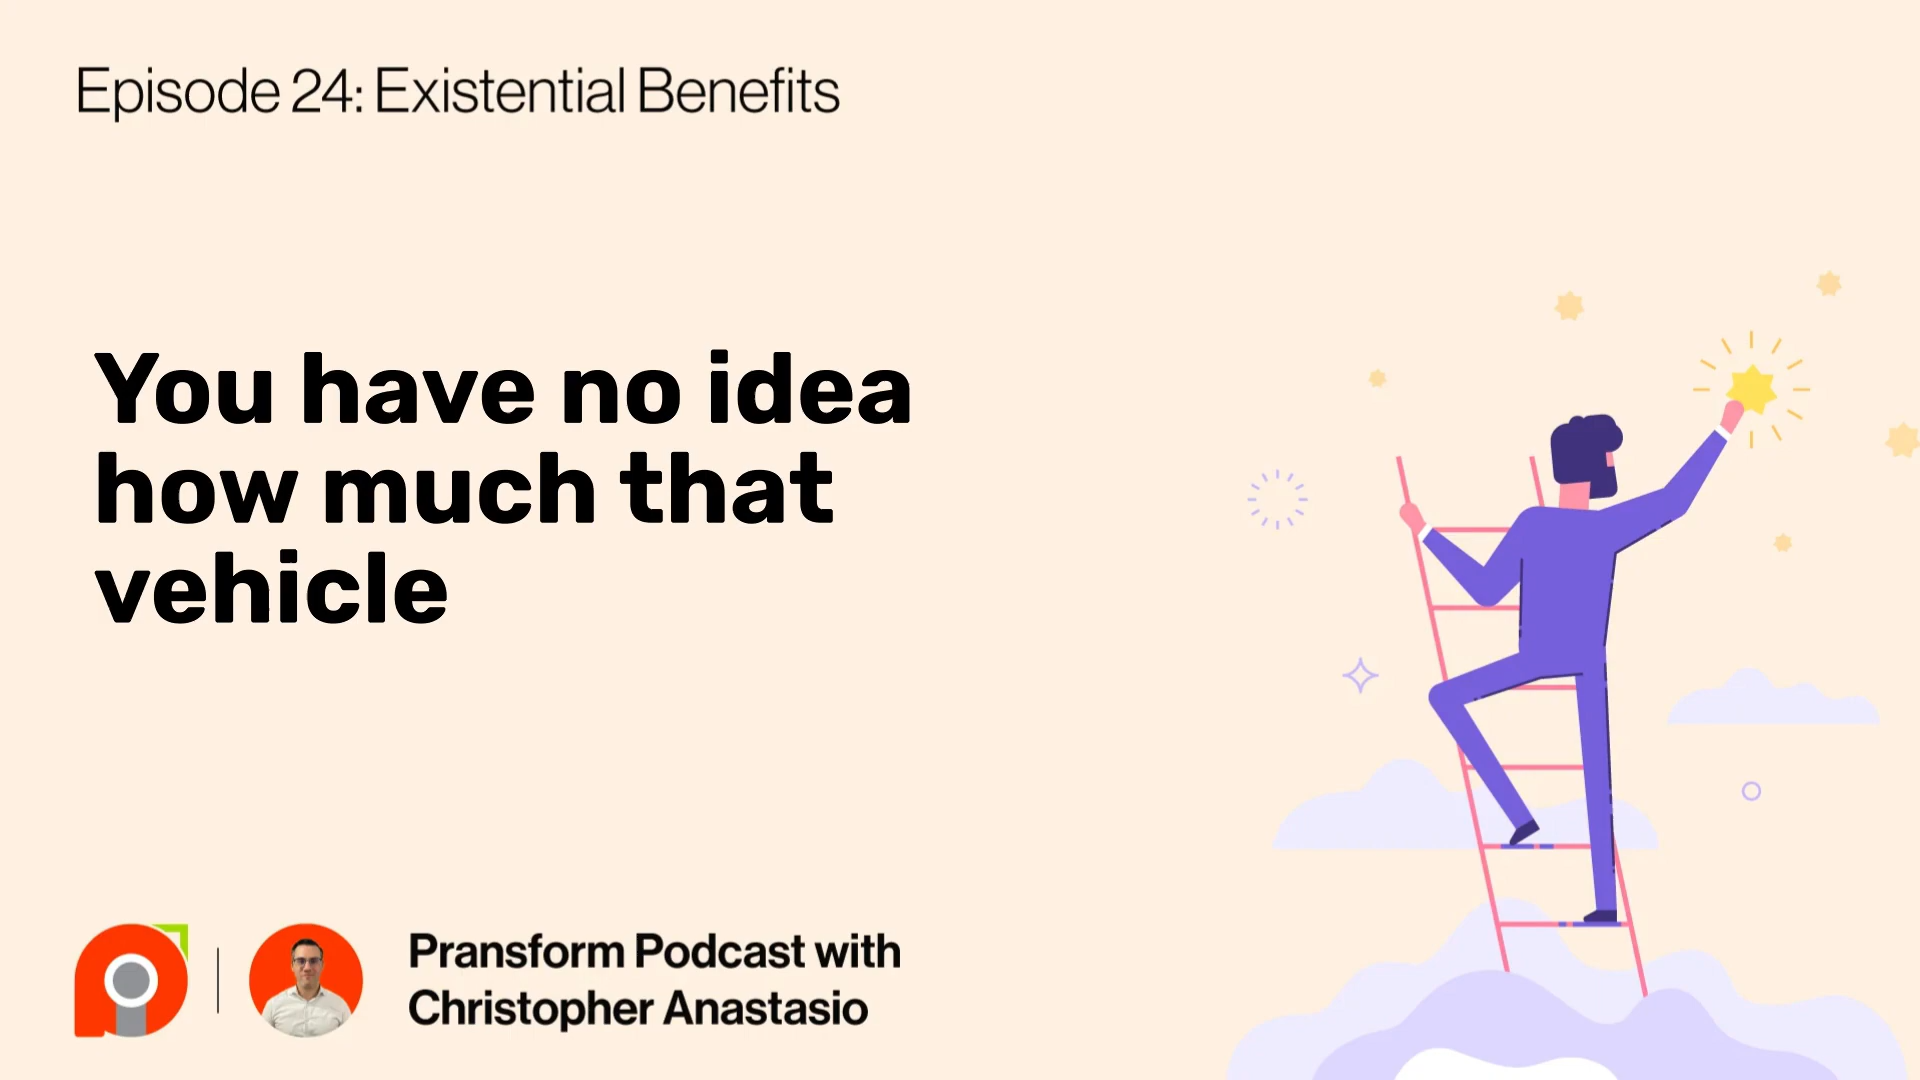 Episode 24: Existential Benefits
You have no idea
how much that
vehicle
Pransform Podcast with
Christopher Anastasio